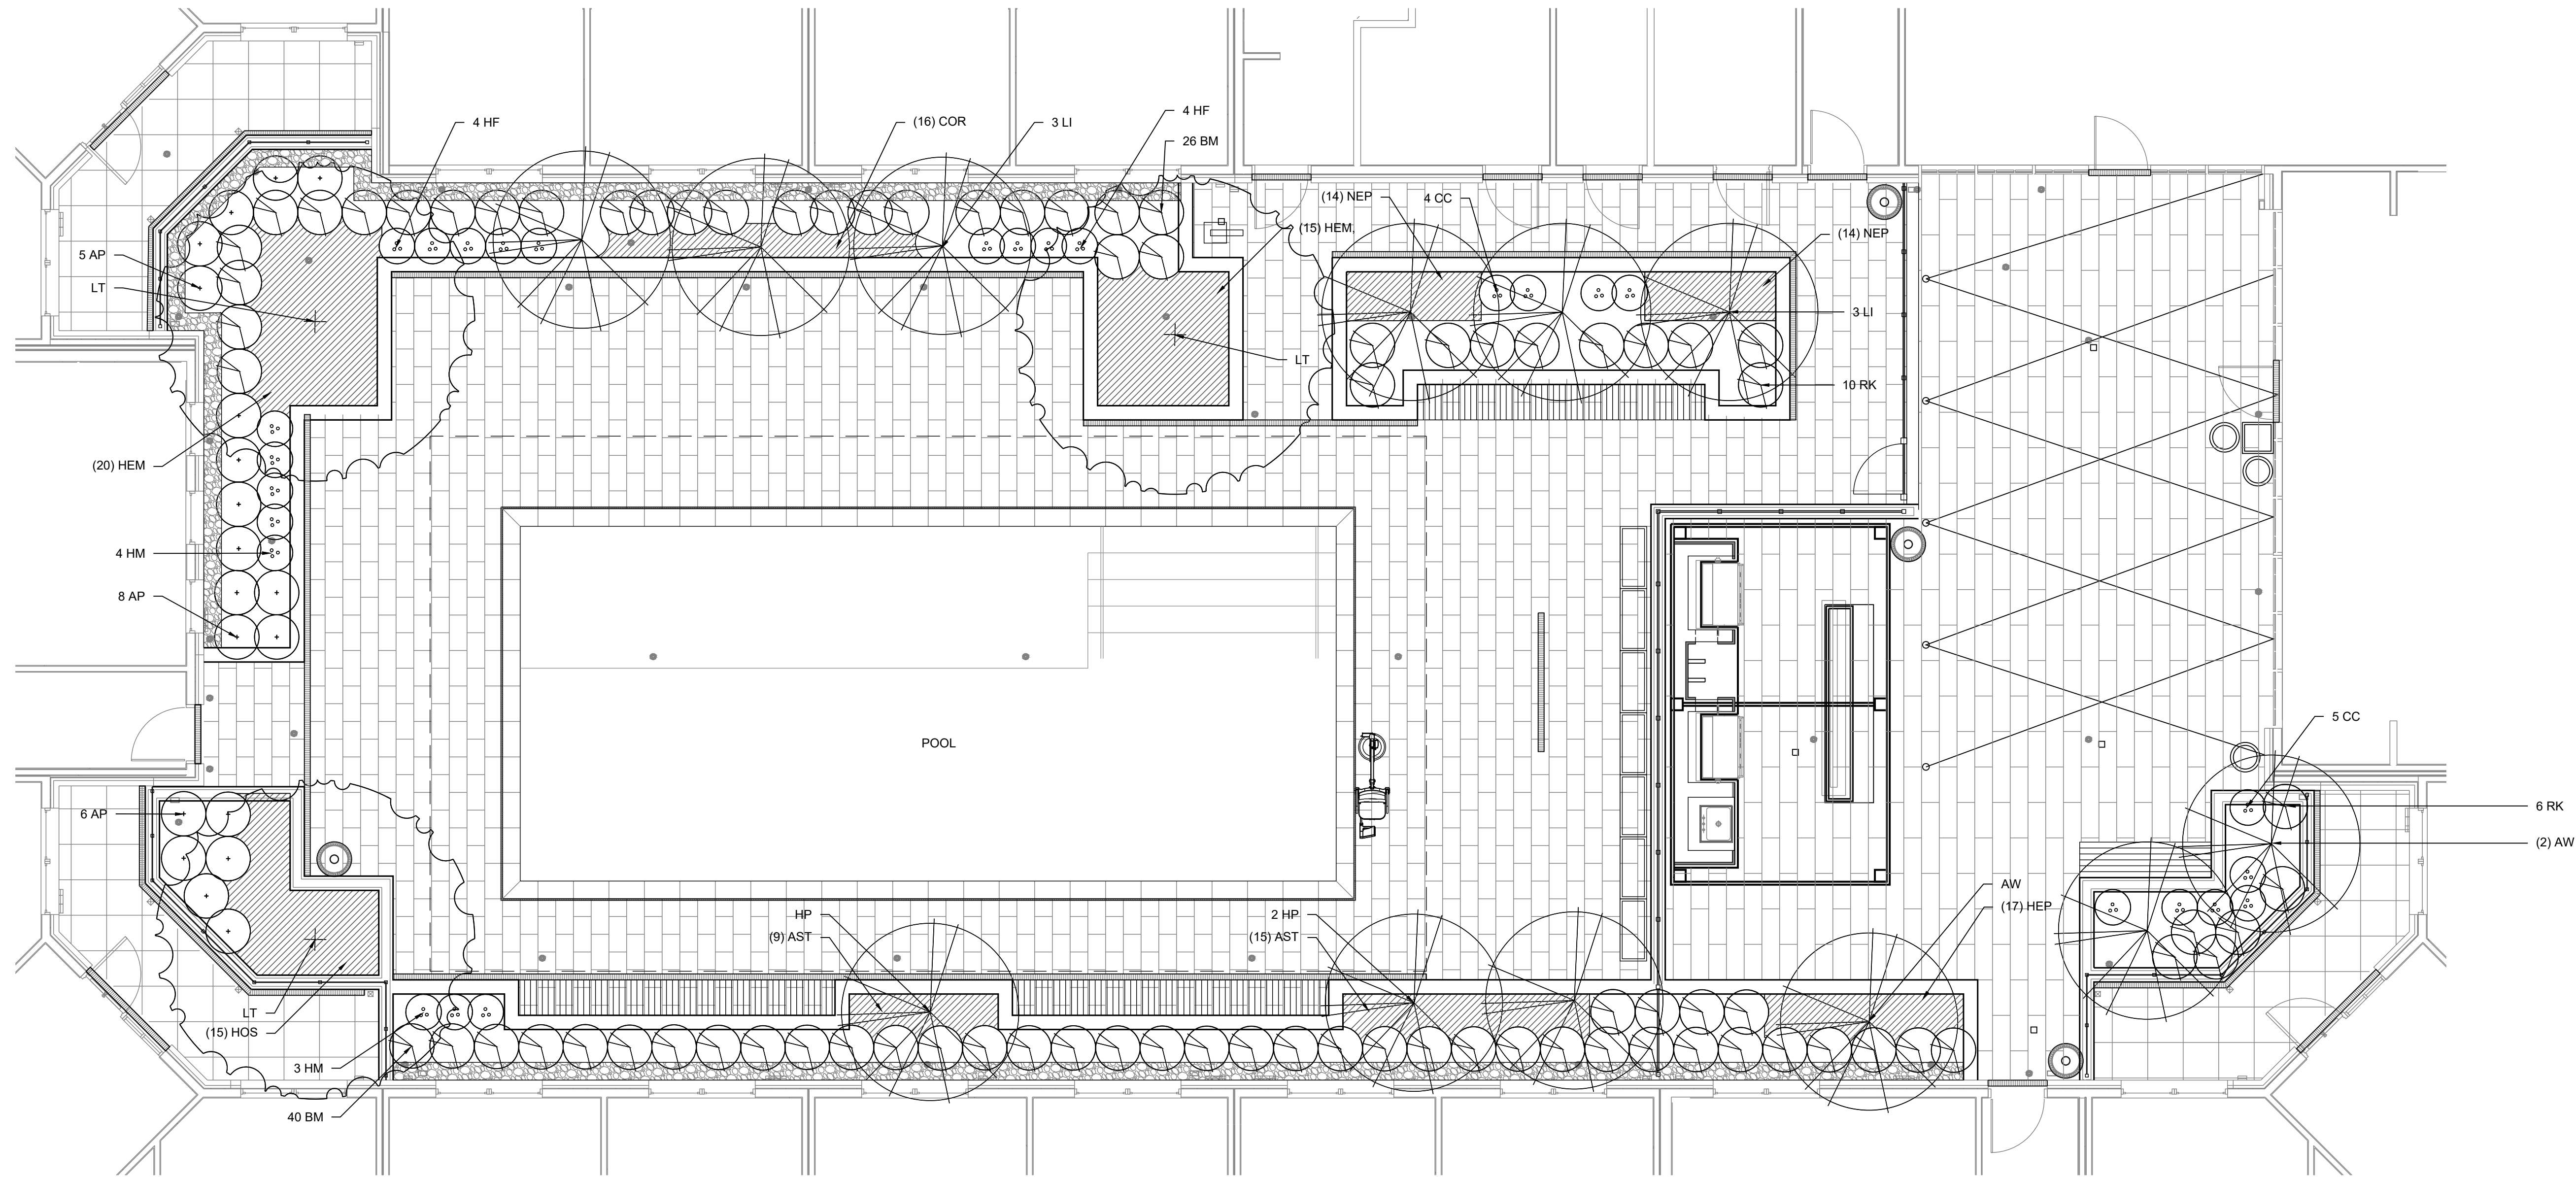 4 HF
(16) COR
3 LI
4 HF
26 BM
(14) NEP
4 CC
(15) HEM,
(14) NEP
5 AP
LT
3 LI
LT
10 RK
(20) HEM
4 HM
8 AP
POOL
5 CC
6 AP
6 RK
(2) AW
AW
(17) HEP
HP
(9) AST
2 HP
(15) AST
LT
(15) HOS
3 HM
40 BM